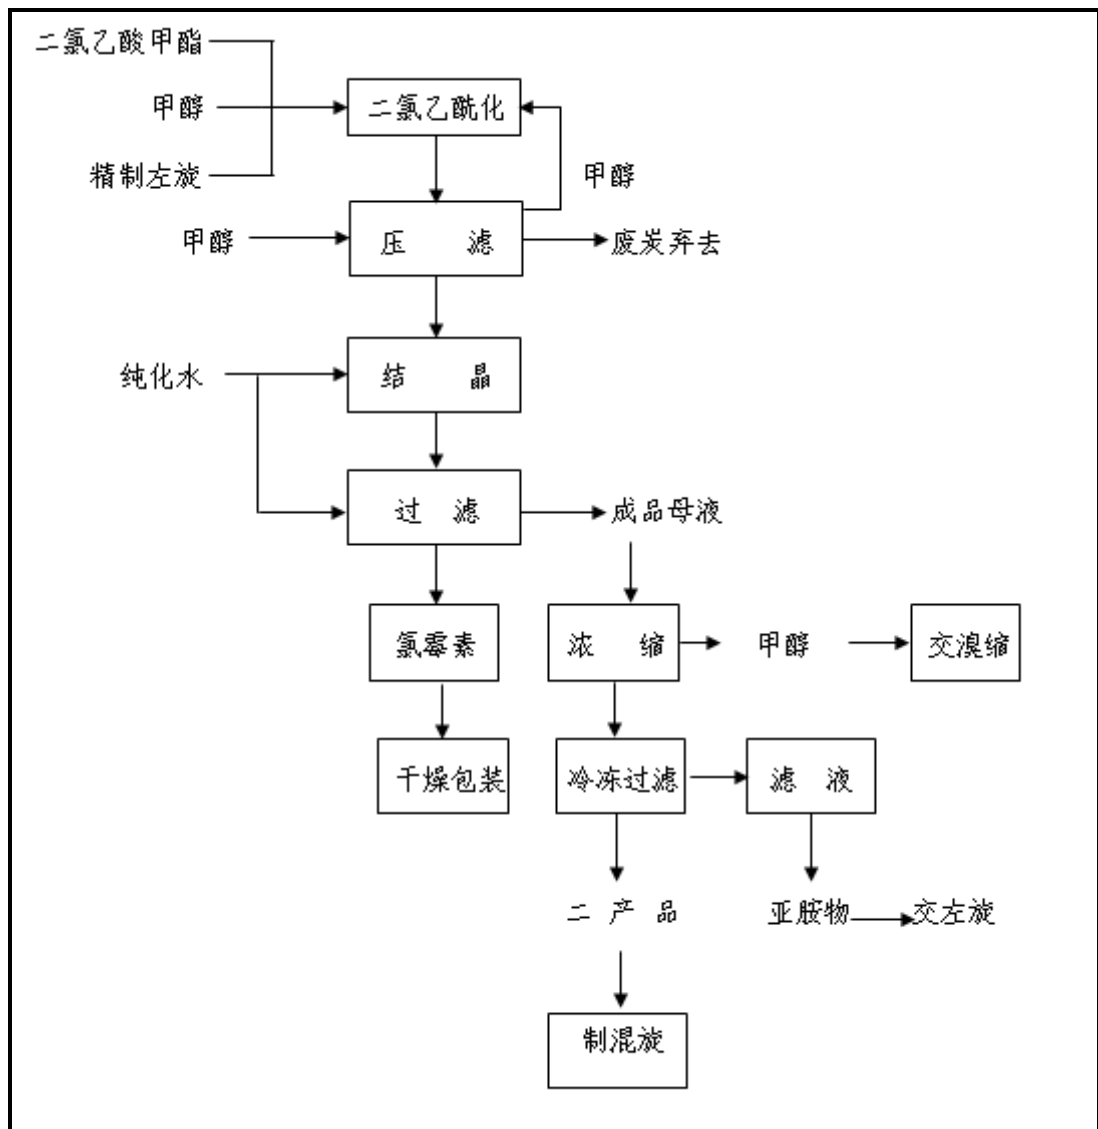 二氯乙酸甲酯
甲醇
二氯乙酰化
精制左旋
甲醇
甲醇
压 滤
废炭弃去
纯化水
结 晶
过 滤
成品母液
氯霉素
浓 缩
甲醇
交溴缩
干燥包装
冷冻过滤
滤 液
二 产 品
亚胺物
交左旋
制混旋